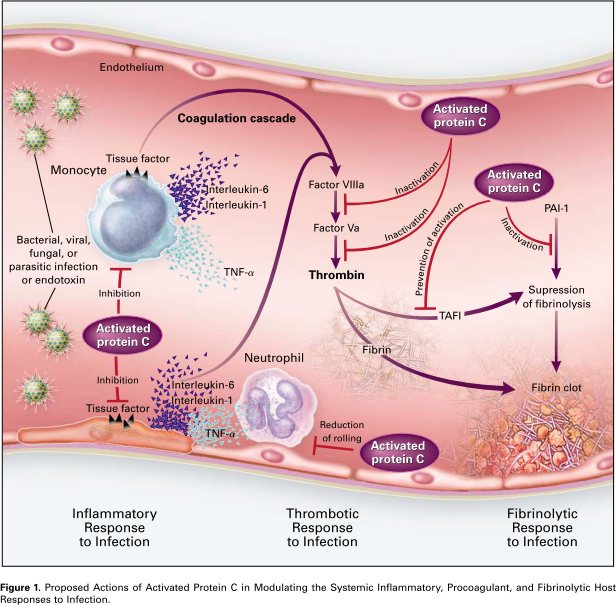 Endothelium
Coagulation cascade
Tissue factor
Monocyte
Interleukin-6
Interleukin-1
TNF-α
Bacterial, viral,
fungal, or
parasitic infection
or endotoxin
Inhibition
Activated
protein C
Inhibition
Tissue factor
Interleukin-6
Interleukin-1
TNF-α
Neutrophil
Reduction
of rolling
Activated
protein C
Activated
protein C
Inactivation
Inactivation
Factor VIIIa
Factor Va
Thrombin
Prevention of activation
Activated
protein C
Inactivation
PAI-1
TAFI
Supression
of fibrinolysis
Fibrin
Fibrin clot
Inflammatory
Response
to Infection
Thrombotic
Response
to Infection
Fibrinolytic
Response
to Infection
Figure 1. Proposed Actions of Activated Protein C in Modulating the Systemic Inflammatory, Procoagulant, and Fibrinolytic Host
Responses to Infection.